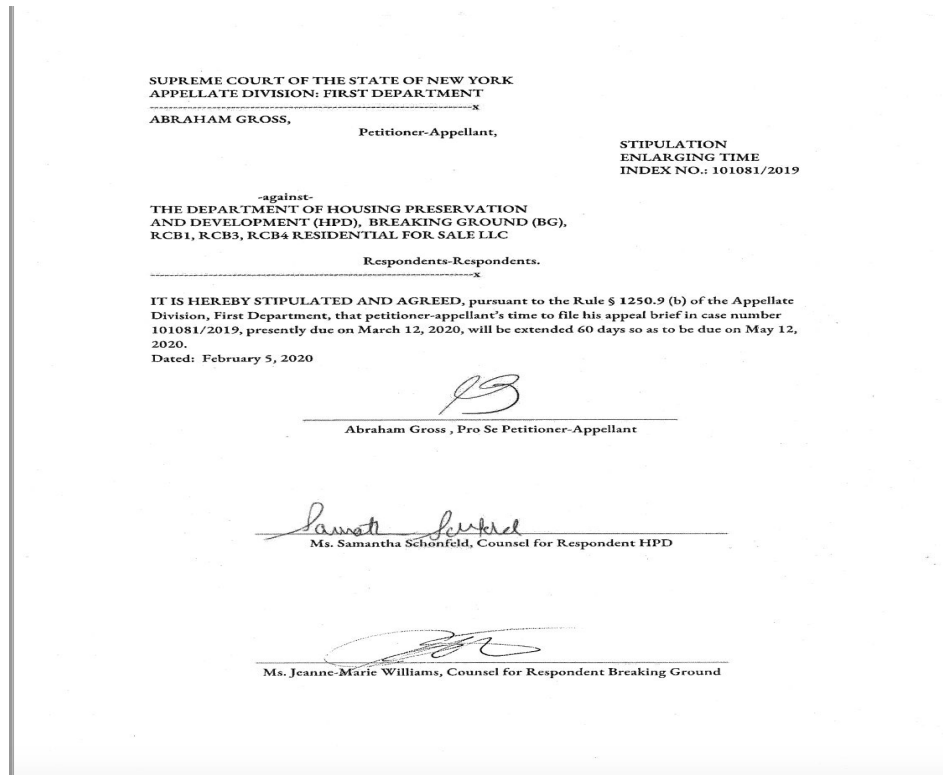 SUPREME COURT OF THE STATE OF NEW YORK
APPELLATE DIVISION: FIRST DEPARTMENT
-----------------------------------------------------------------------x
ABRAHAM GROSS,
Petitioner-Appellant,
STIPULATION
ENLARGING TIME
INDEX NO.: 101081/2019
-against-
THE DEPARTMENT OF HOUSING PRESERVATION
AND DEVELOPMENT (HPD), BREAKING GROUND (BG),
RCB1, RCB3, RCB4 RESIDENTIAL FOR SALE LLC
Respondents-Respondents.
-----------------------------------------------------------------------x
IT IS HEREBY STIPULATED AND AGREED, pursuant to the Rule § 1250.9 (b) of the Appellate
Division, First Department, that petitioner-appellant's time to file his appeal brief in case number
101081/2019, presently due on March 12, 2020, will be extended 60 days so as to be due on May 12,
2020.
Dated: February 5, 2020
Abraham Gross , Pro Se Petitioner-Appellant
Ms. Samantha Schonfeld, Counsel for Respondent HPD
Ms. Jeanne-Marie Williams, Counsel for Respondent Breaking Ground